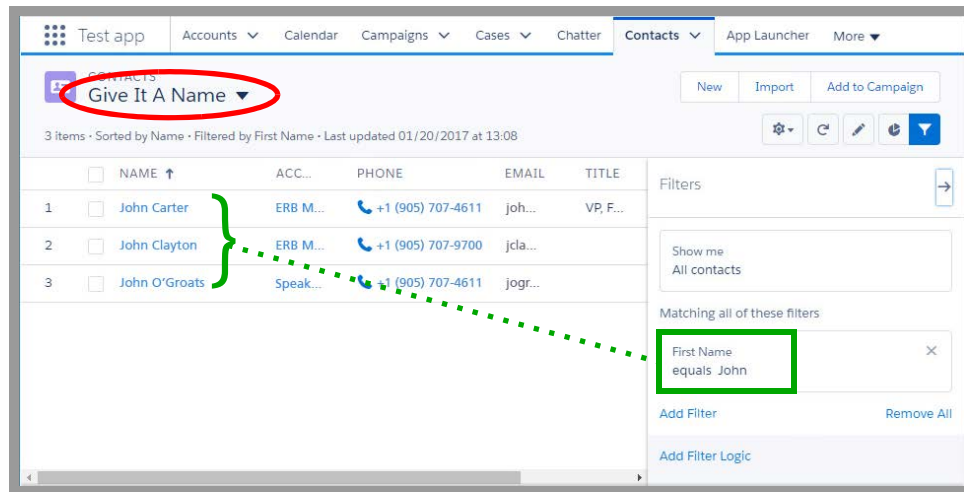 Test app Accounts Calendar Campaigns Cases Chatter Contacts App Launcher More
CONTACTS
Give It A Name
New Import Add to Campaign
3 items · Sorted by Name · Filtered by First Name · Last updated 01/20/2017 at 13:08
NAME ACC... PHONE EMAIL TITLE
1 John Carter ERB M... +1 (905) 707-4611 joh... VP, F...
2 John Clayton ERB M... +1 (905) 707-9700 jcla...
3 John O'Groats Speak... +1 (905) 707-4611 jogr...
Filters
Show me
All contacts
Matching all of these filters
First Name
equals John
Add Filter Remove All
Add Filter Logic